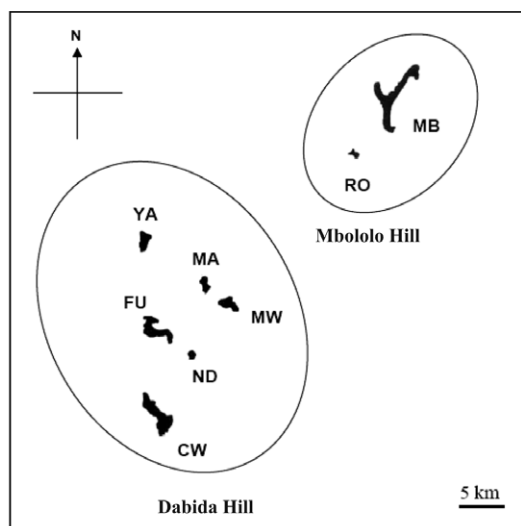 N
MB
RO
Mbololo Hill
YA
MA
FU
MW
ND
CW
5 km
Dabida Hill